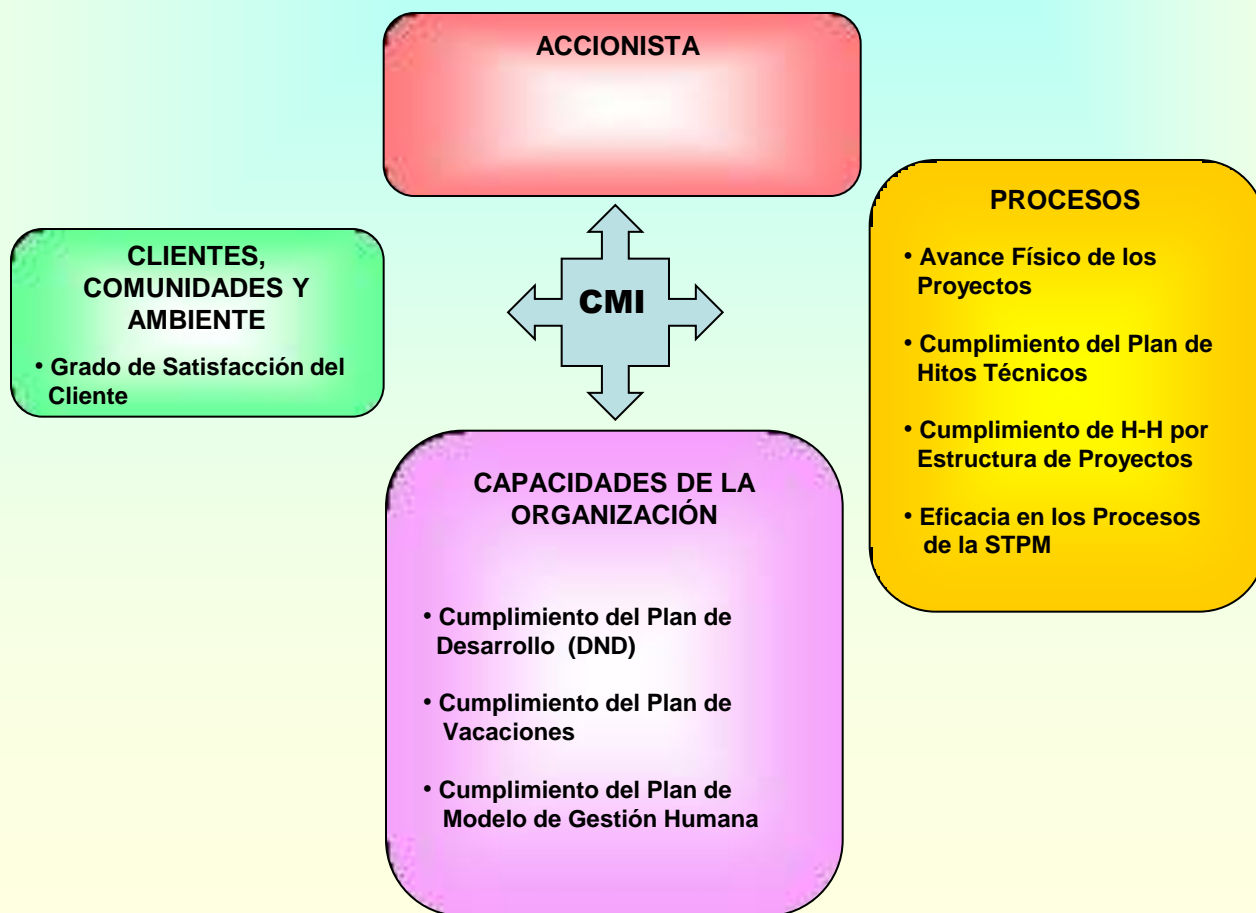 ACCIONISTA
CLIENTES,
COMUNIDADES Y
AMBIENTE
• Grado de Satisfacción del
Cliente
CMI
PROCESOS
• Avance Físico de los
Proyectos
• Cumplimiento del Plan de
Hitos Técnicos
• Cumplimiento de H-H por
Estructura de Proyectos
• Eficacia en los Procesos
de la STPM
CAPACIDADES DE LA
ORGANIZACIÓN
• Cumplimiento del Plan de
Desarrollo (DND)
• Cumplimiento del Plan de
Vacaciones
• Cumplimiento del Plan de
Modelo de Gestión Humana